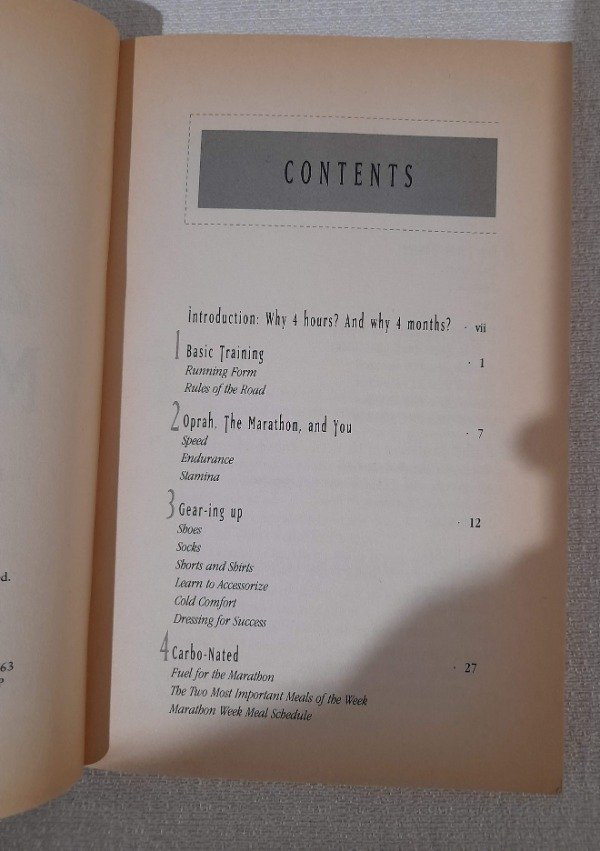 d.
63
P
CONTENTS
introduction: Why 4 hours? And why 4 months? · vii
1 Basic Training · 1
Running Form
Rules of the Road
2 Oprah, The Marathon, and You · 7
Speed
Endurance
Stamina
3 Gear-ing up · 12
Shoes
Socks
Shorts and Shirts
Learn to Accessorize
Cold Comfort
Dressing for Success
4 Carbo-Nated · 27
Fuel for the Marathon
The Two Most Important Meals of the Week
Marathon Week Meal Schedule